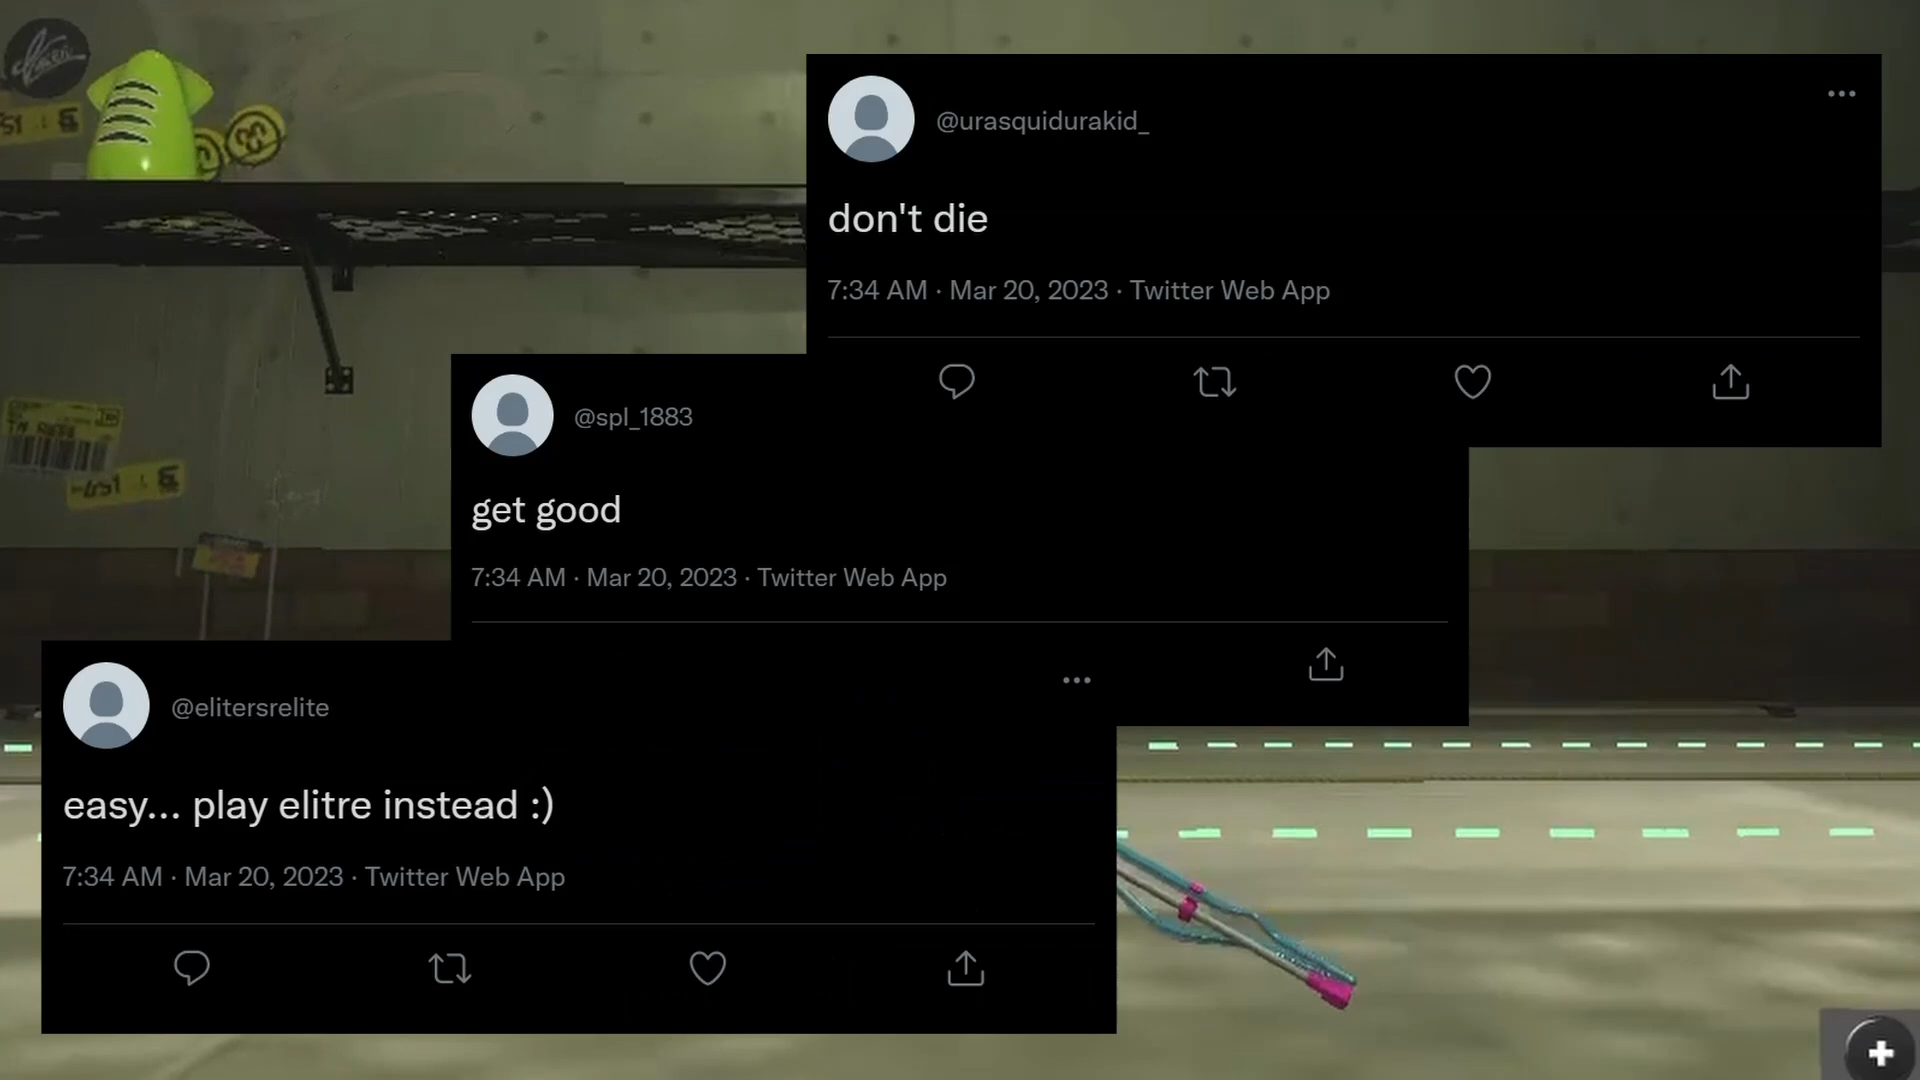 @urasquidurakid_
don't die
7:34 AM · Mar 20, 2023 · Twitter Web App
@spl_1883
get good
7:34 AM · Mar 20, 2023 · Twitter Web App
@elitersrelite
easy... play elitre instead :)
7:34 AM · Mar 20, 2023 · Twitter Web App